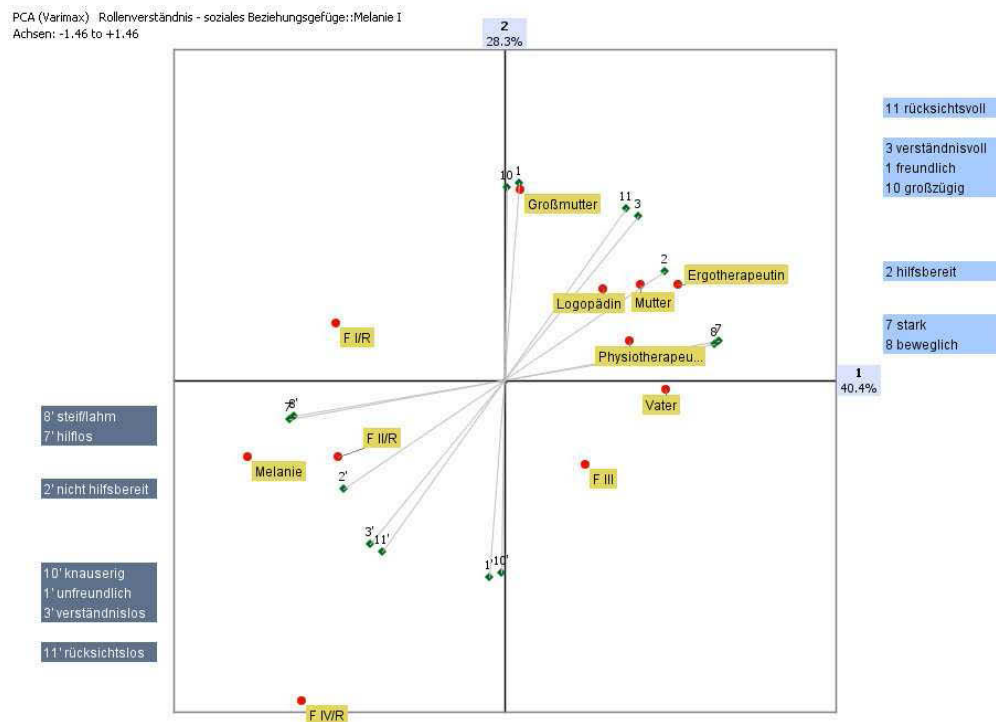 PCA (Varimax) Rollenverständnis - soziales Beziehungsgefüge::Melanie I
Achsen: -1.46 to +1.46
2
28.3%
11 rücksichtsvoll
3 verständnisvoll
1 freundlich
10 großzügig
10 1
Großmutter
11 3
2 hilfsbereit
2
Ergotherapeutin
Logopädin
Mutter
7 stark
8 beweglich
F I/R
8 7
Physiotherapeu...
1
40.4%
Vater
8' steif/lahm
7' hilflos
7' 8'
F II/R
Melanie
F III
2' nicht hilfsbereit
2'
3' 11'
1' 10'
10' knauserig
1' unfreundlich
3' verständnislos
11' rücksichtslos
F IV/R